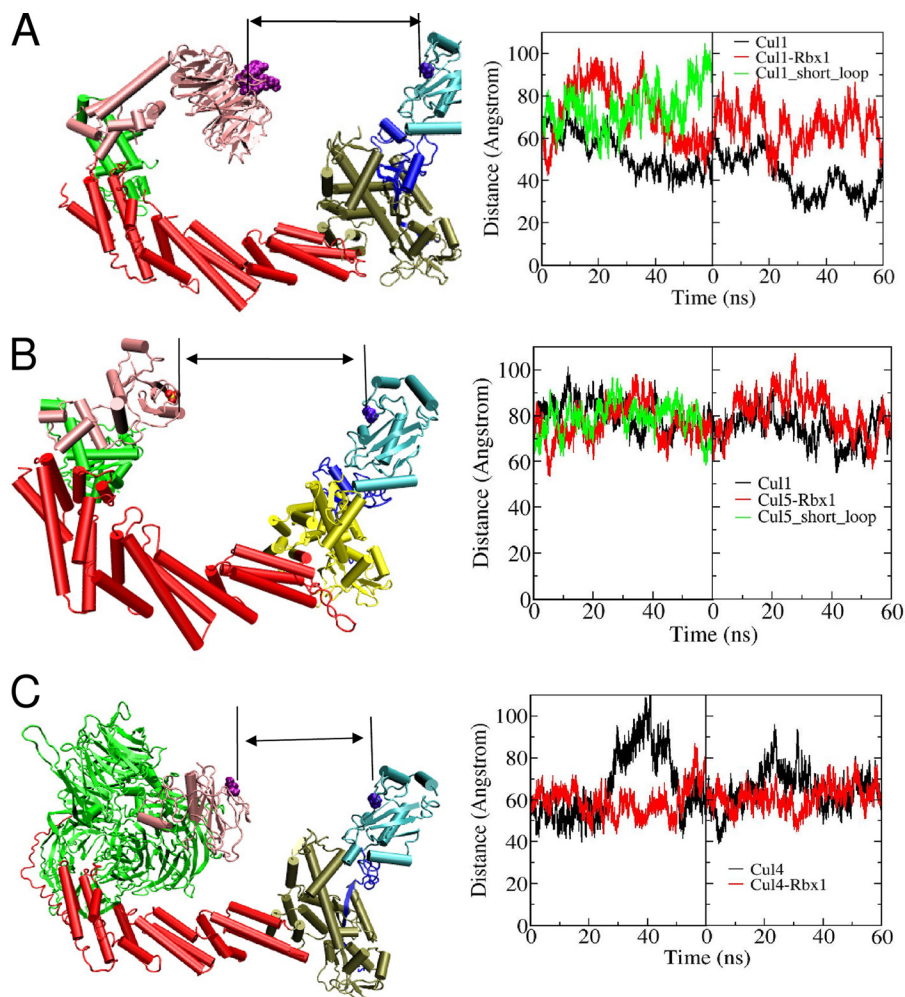 A
Distance (Angstrom)
100
80
60
40
20
0
Cul1
Cul1-Rbx1
Cul1_short_loop
0 20 40 0 20 40 60
Time (ns)
B
Distance (Angstrom)
100
80
60
40
20
0
Cul1
Cul5-Rbx1
Cul5_short_loop
0 20 40 0 20 40 60
Time (ns)
C
Distance (Angstrom)
100
80
60
40
20
0
Cul4
Cul4-Rbx1
0 20 40 0 20 40 60
Time (ns)